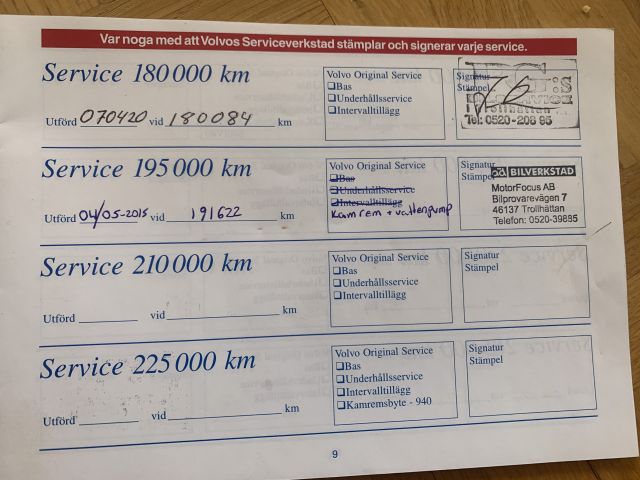 Var noga med att Volvos Serviceverkstad stämplar och signerar varje service.
Service 180 000 km
Utförd 070420 vid 180084 km
Volvo Original Service
Bas
Underhållsservice
Intervalltillägg
Signatur
Stämpel
Trollhättan
Tel: 0520-208 95
Service 195 000 km
Utförd 04/05-2015 vid 191622 km
Volvo Original Service
Bas
Underhållsservice
Intervalltillägg
Kamrem + vattenpump
Signatur
Stämpel
ad BILVERKSTAD
MotorFocus AB
Bilprovarevägen 7
46137 Trollhättan
Telefon: 0520-39895
Service 210 000 km
Utförd vid km
Volvo Original Service
Bas
Underhållsservice
Intervalltillägg
Signatur
Stämpel
Service 225 000 km
Utförd vid km
Volvo Original Service
Bas
Underhållsservice
Intervalltillägg
Kamremsbyte - 940
Signatur
Stämpel
9